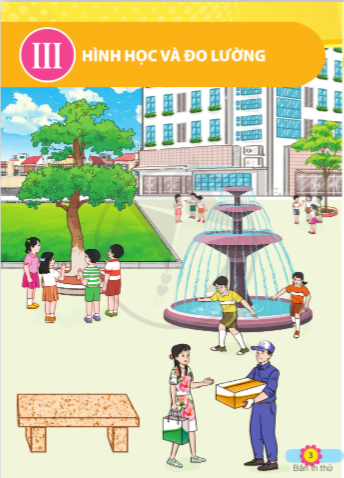 III
HÌNH HỌC VÀ ĐO LƯỜNG
3
Bản in thử